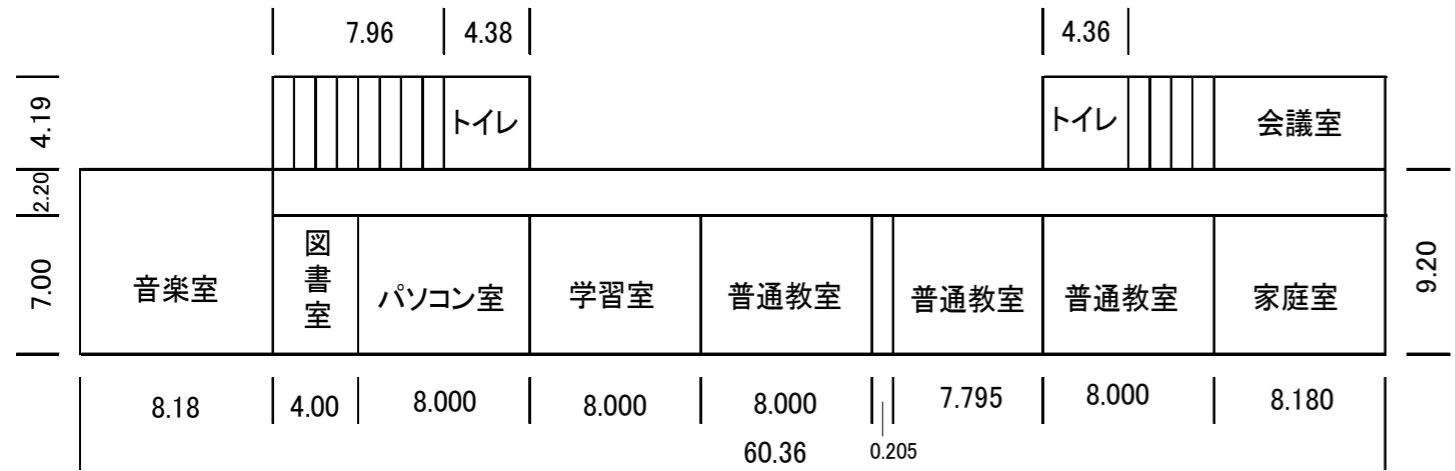 7.96 4.38 4.36
4.19 トイレ トイレ 会議室
2.20
7.00 音楽室 図書室 パソコン室 学習室 普通教室 普通教室 普通教室 家庭室 9.20
8.18 4.00 8.000 8.000 8.000 7.795 8.000 8.180
60.36 0.205